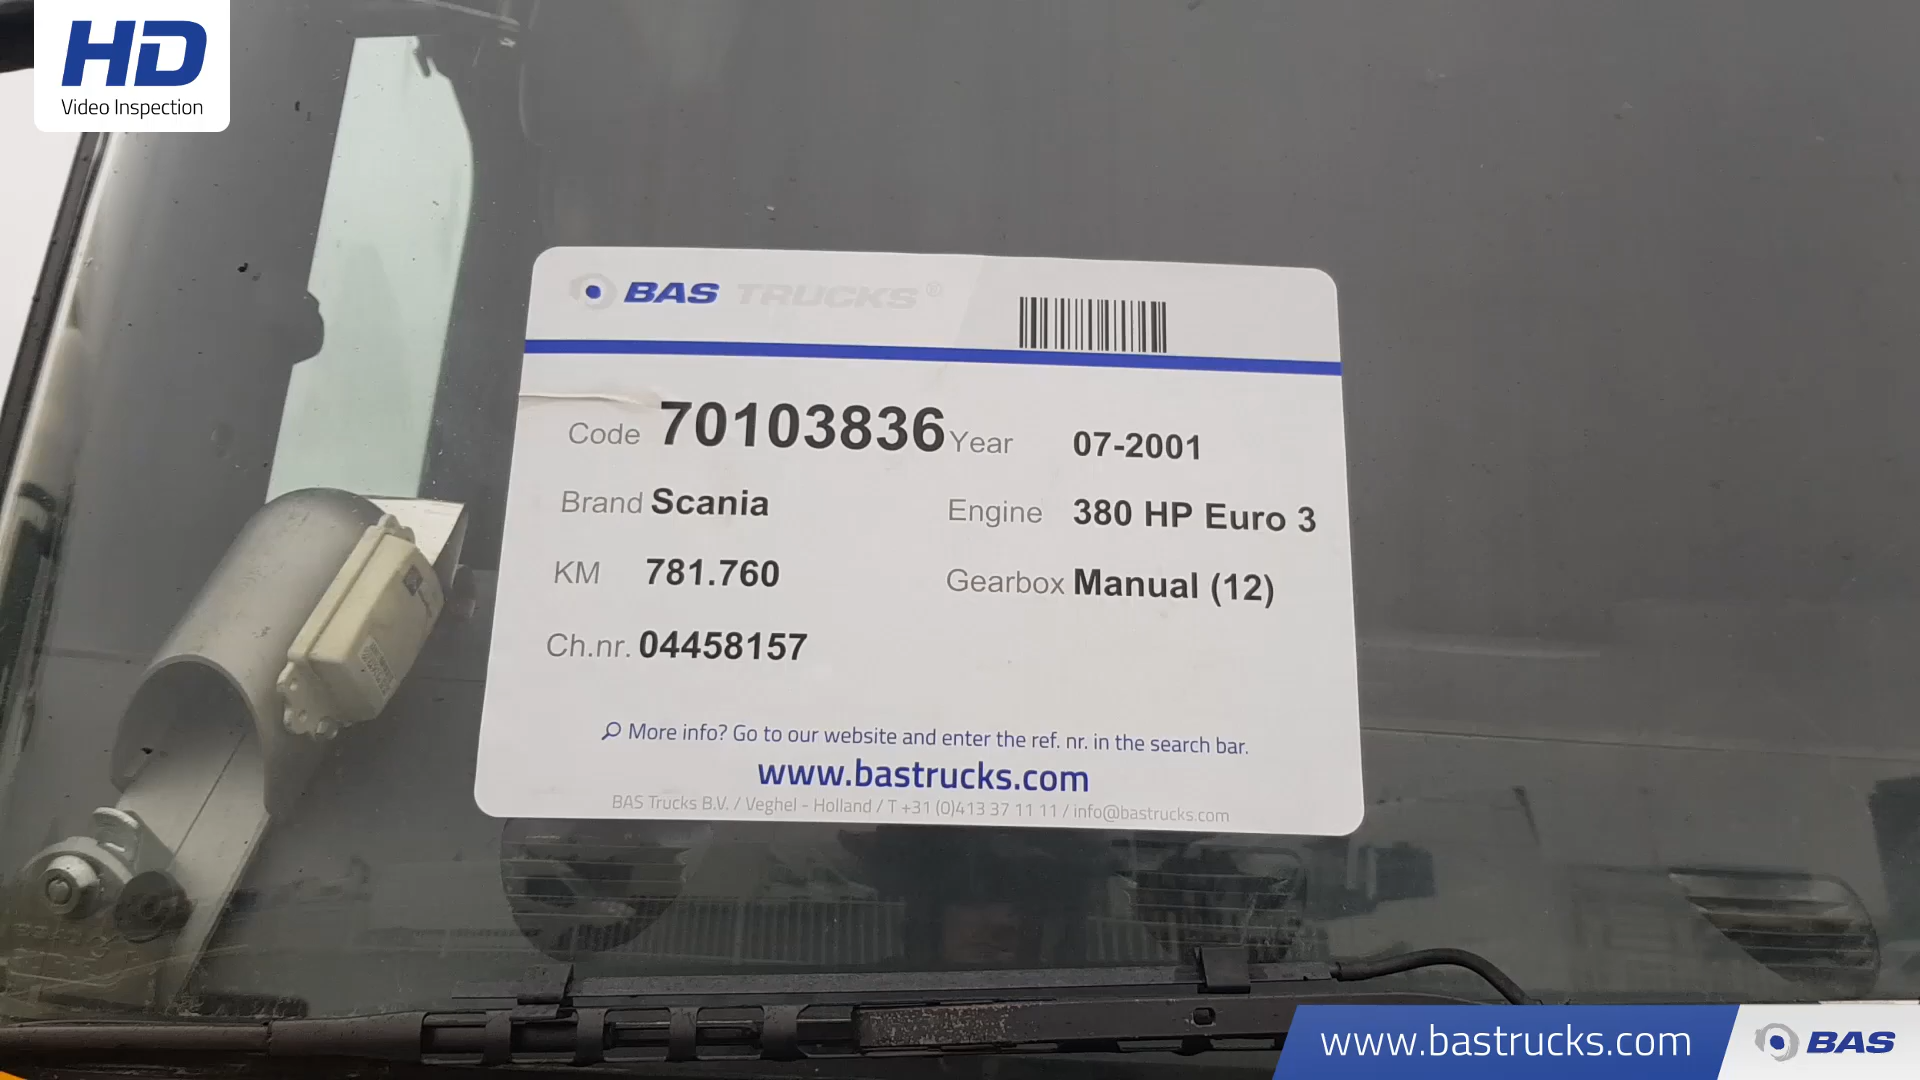 HD
Video Inspection
BAS TRUCKS®
Code 70103836 Year 07-2001
Brand Scania Engine 380 HP Euro 3
KM 781.760 Gearbox Manual (12)
Ch.nr. 04458157
More info? Go to our website and enter the ref. nr. in the search bar.
www.bastrucks.com
BAS Trucks B.V. / Veghel - Holland / T +31 (0)413 37 11 11 / info@bastrucks.com
www.bastrucks.com BAS